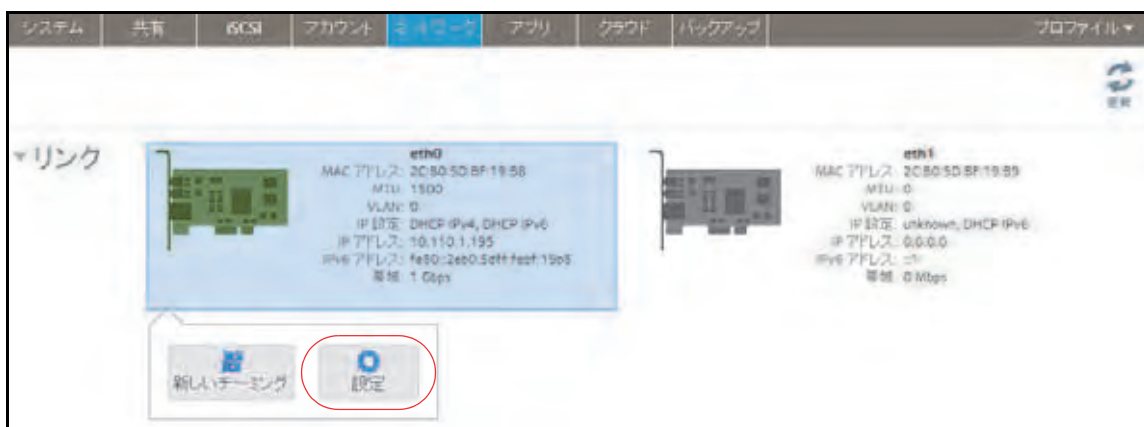 システム 共有 iSCSI アカウント ネットワーク アプリ クラウド バックアップ プロファイル
更新
リンク
eth0
MAC アドレス: 2C:B0:5D:BF:19:B8
MTU: 1500
VLAN: 0
IP 設定: DHCP IPv4, DHCP IPv6
IP アドレス: 10.110.1.195
IPv6 アドレス:
帯域: 1 Gbps
eth1
MAC アドレス: 2C:B0:5D:BF:19:B9
MTU: 0
VLAN: 0
IP 設定: unknown, DHCP IPv6
IP アドレス: 0.0.0.0
IPv6 アドレス:
帯域: 0 Mbps
新しいチーミング
設定